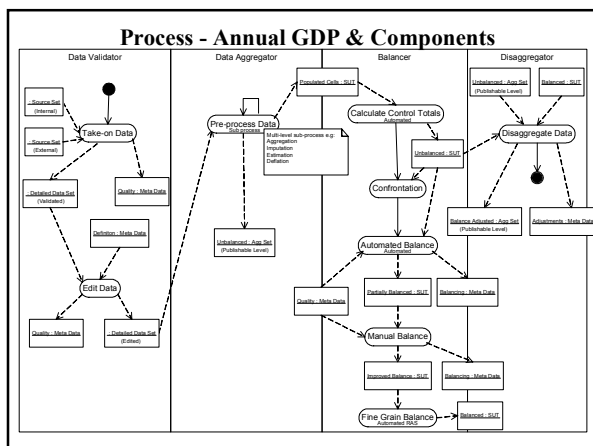 Process - Annual GDP & Components
Data Validator
: Source Set
(Internal)
: Source Set
(External)
Take-on Data
: Detailed Data Set
(Validated)
Quality : Meta Data
Definiton : Meta Data
Edit Data
Quality : Meta Data
: Detailed Data Set
(Edited)
Data Aggregator
Pre-process Data
Sub process
Multi-level sub-process e.g:
Aggregation
Imputation
Estimation
Deflation
Unbalanced : Agg Set
(Publishable Level)
Balancer
Populated Cells : SUT
Calculate Control Totals
Automated
Unbalanced : SUT
Confrontation
Automated Balance
Automated
Quality : Meta Data
Partially Balanced : SUT
Balancing : Meta Data
Manual Balance
Improved Balance : SUT
Balancing : Meta Data
Fine Grain Balance
Automated RAS
Balanced : SUT
Disaggregator
Unbalanced : Agg Set
(Publishable Level)
Balanced : SUT
Disaggregate Data
Balance Adjusted : Agg Set
(Publishable Level)
Adjustments : Meta Data